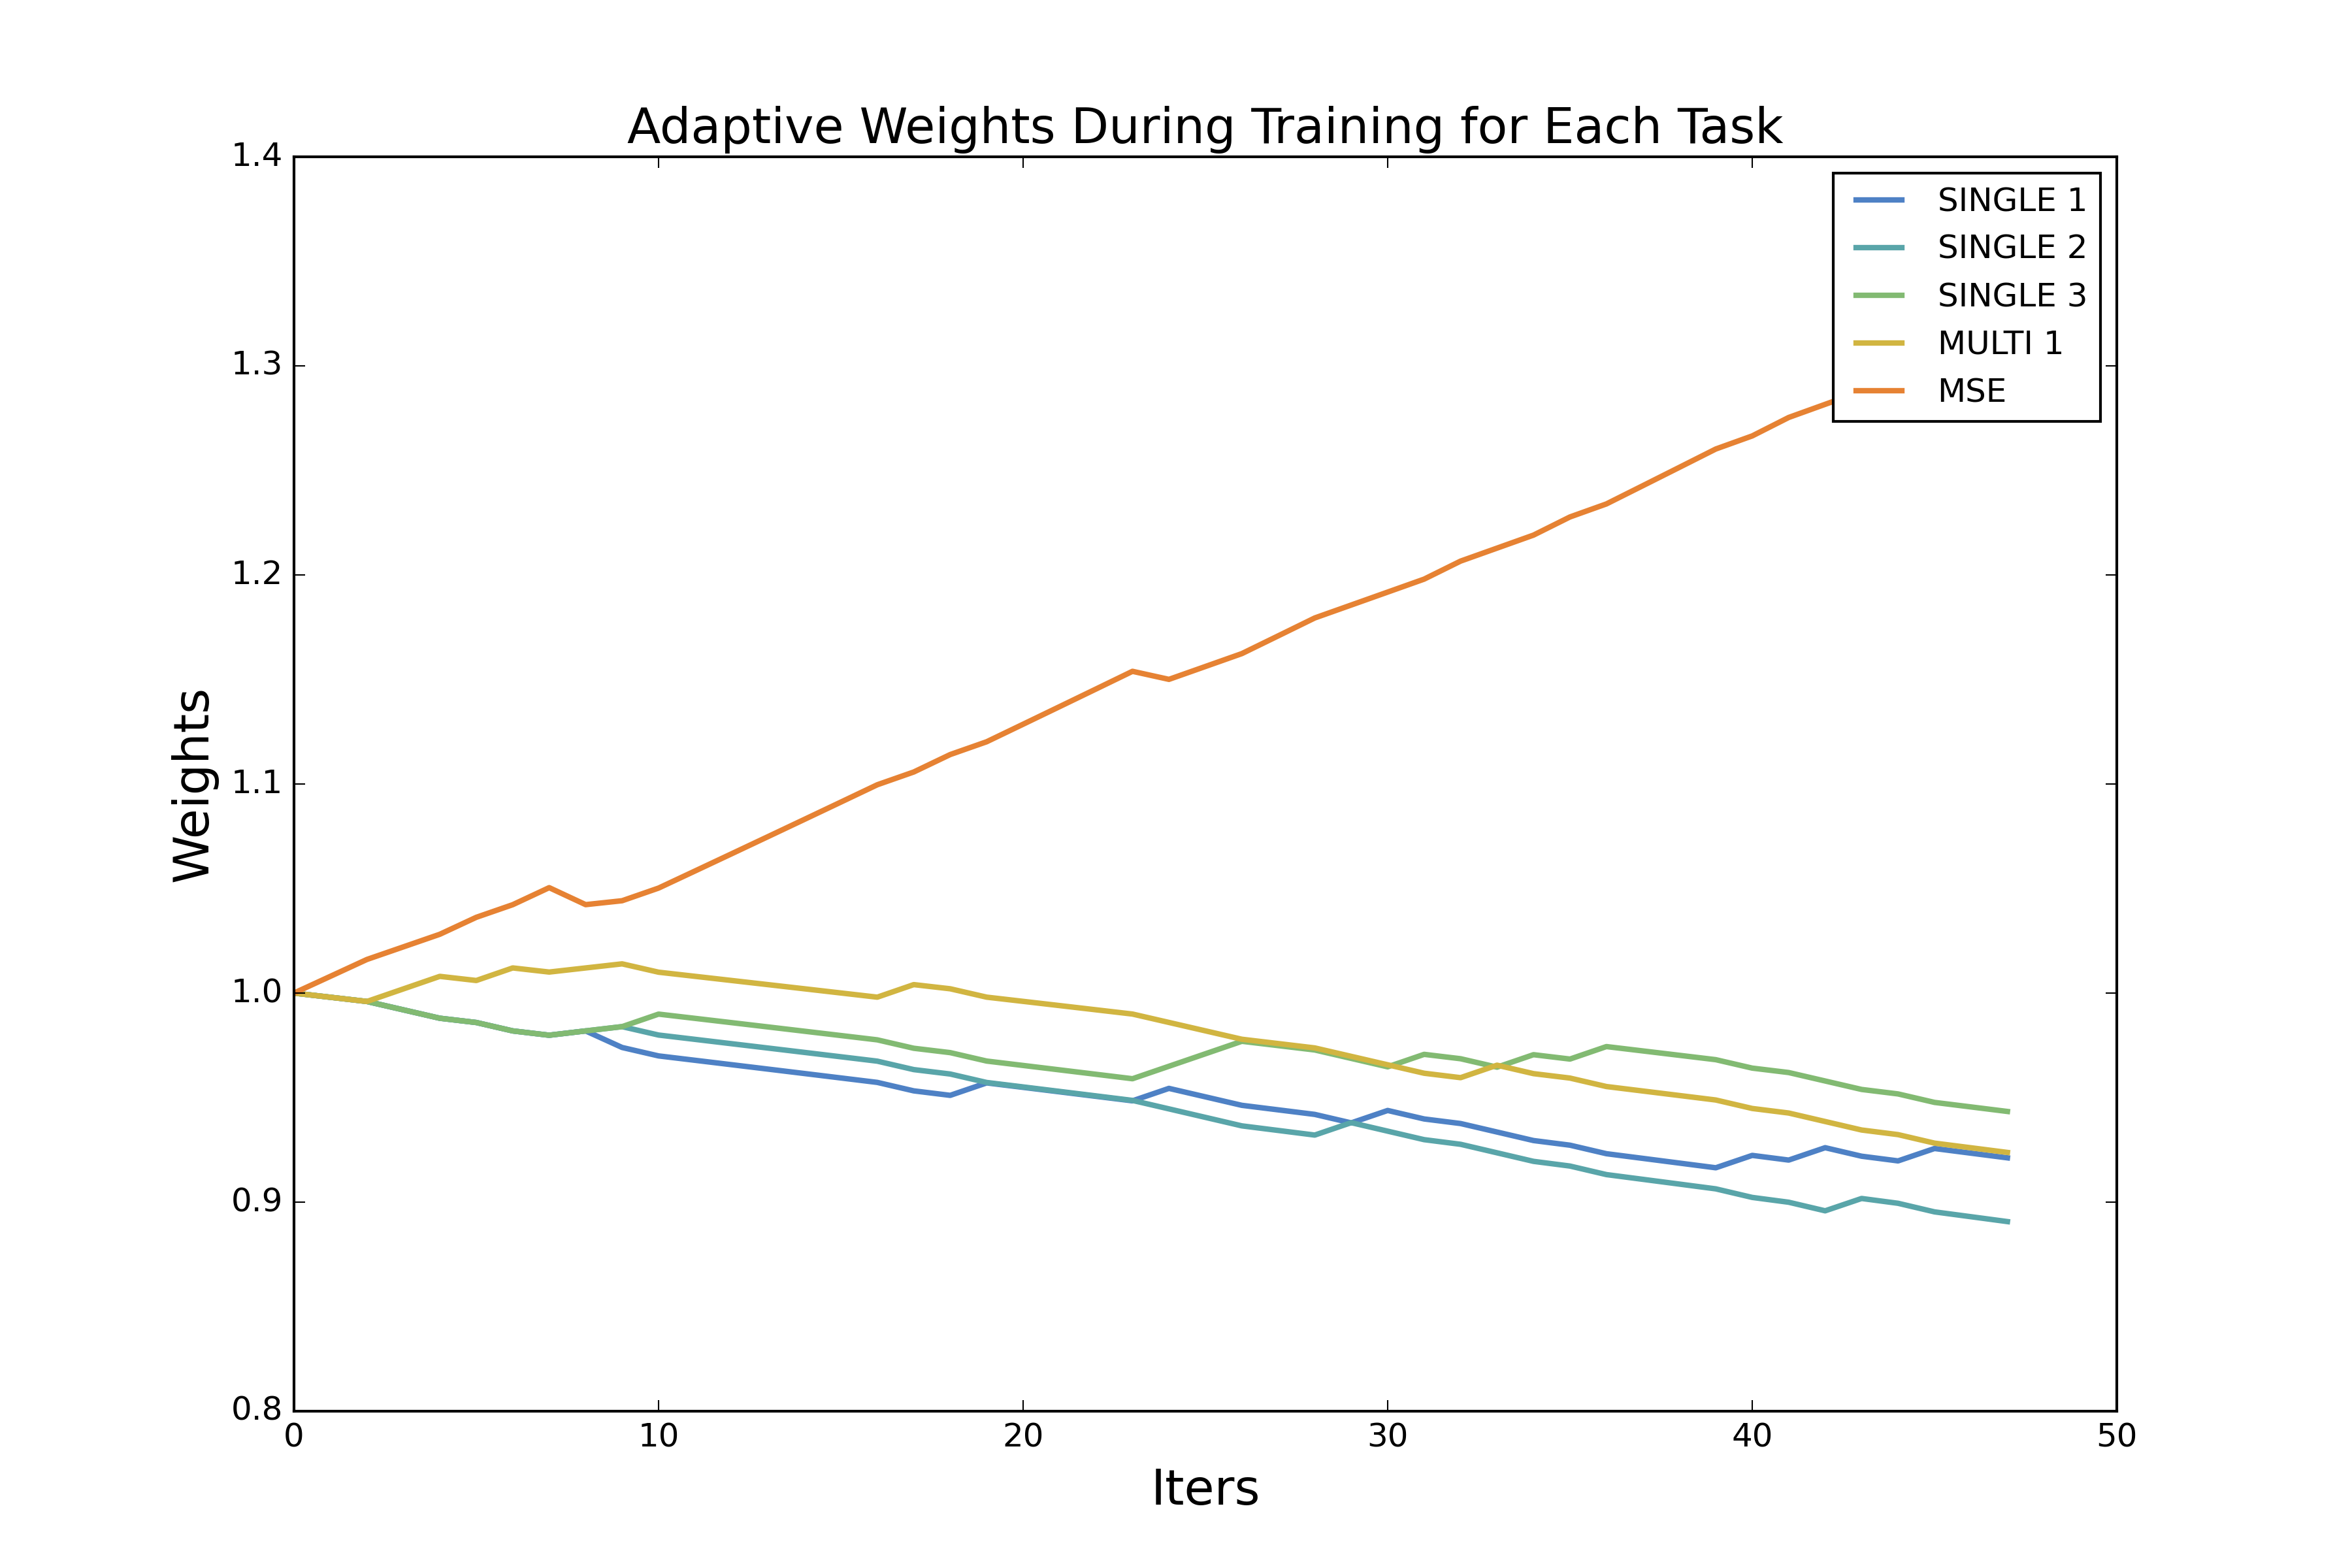 Adaptive Weights During Training for Each Task
1.4
1.3
1.2
1.1
1.0
0.9
0.8
Weights
0 10 20 30 40 50
Iters
SINGLE 1
SINGLE 2
SINGLE 3
MULTI 1
MSE